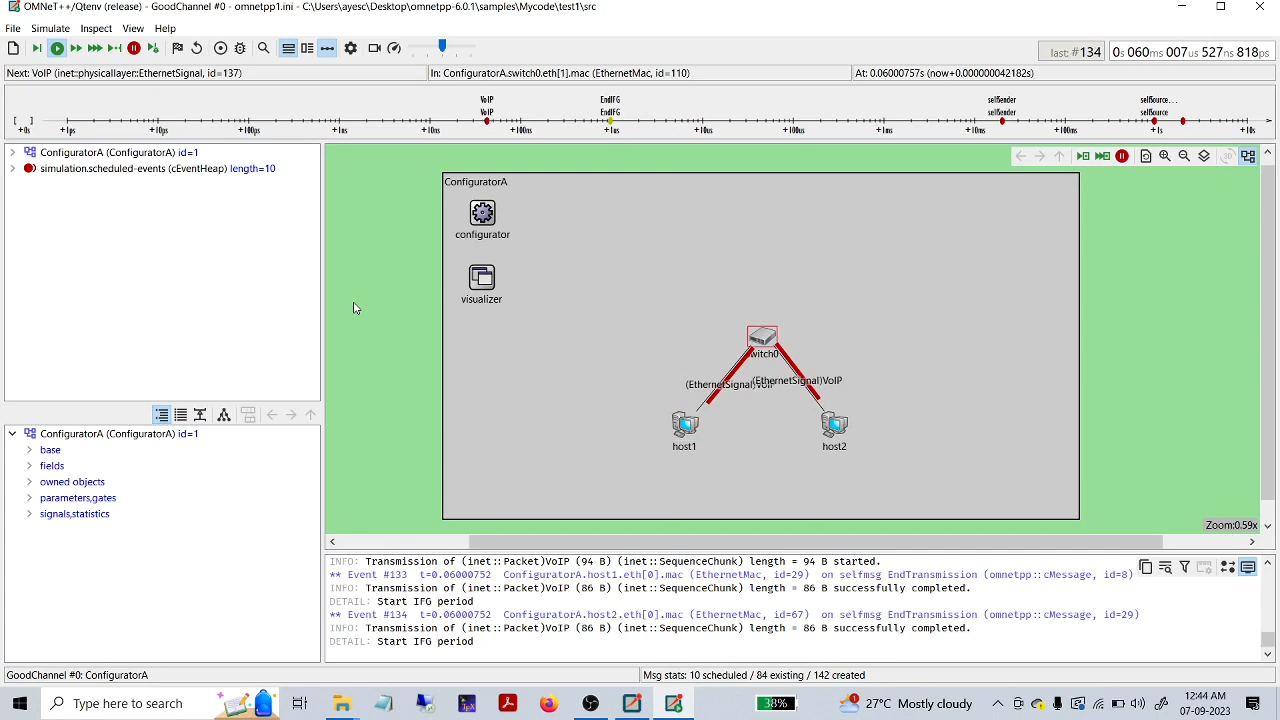 OMNeT++/Qtenv (release) - GoodChannel #0 - omnetpp1.ini - C:\Users\ayesc\Desktop\omnetpp-6.0.1\samples\Mycode\test1\src
File Simulate Inspect View Help
last: #134 0: 060ms 007us 527ns 818ps
Next: VoIP (inet::physicallayer::EthernetSignal, id=137) In: ConfiguratorA.switch0.eth[1].mac (EthernetMac, id=110) At: 0.06000757s (now+0.000000042182s)
VoIP EndIFG selfSender selfSource...
VoIP EndIFG selfSender selfSource
+0s +1ps +10ps +100ps +1ns +10ns +100ns +1us +10us +100us +1ms +10ms +100ms +1s +10s
ConfiguratorA (ConfiguratorA) id=1
simulation.scheduled-events (cEventHeap) length=10
ConfiguratorA
configurator
visualizer
switch0
(EthernetSignal)VoIP
(EthernetSignal)VoIP
host1 host2
Zoom:0.59x
ConfiguratorA (ConfiguratorA) id=1
base
fields
owned objects
parameters,gates
signals,statistics
INFO: Transmission of (inet::Packet)VoIP (94 B) (inet::SequenceChunk) length = 94 B started.
** Event #133 t=0.06000752 ConfiguratorA.host1.eth[0].mac (EthernetMac, id=29) on selfmsg EndTransmission (omnetpp::cMessage, id=8)
INFO: Transmission of (inet::Packet)VoIP (86 B) (inet::SequenceChunk) length = 86 B successfully completed.
DETAIL: Start IFG period
** Event #134 t=0.06000752 ConfiguratorA.host2.eth[0].mac (EthernetMac, id=67) on selfmsg EndTransmission (omnetpp::cMessage, id=29)
INFO: Transmission of (inet::Packet)VoIP (86 B) (inet::SequenceChunk) length = 86 B successfully completed.
DETAIL: Start IFG period
GoodChannel #0: ConfiguratorA Msg stats: 10 scheduled / 84 existing / 142 created
Type here to search 38% 27°C Mostly cloudy 12:44 AM
07-09-2023